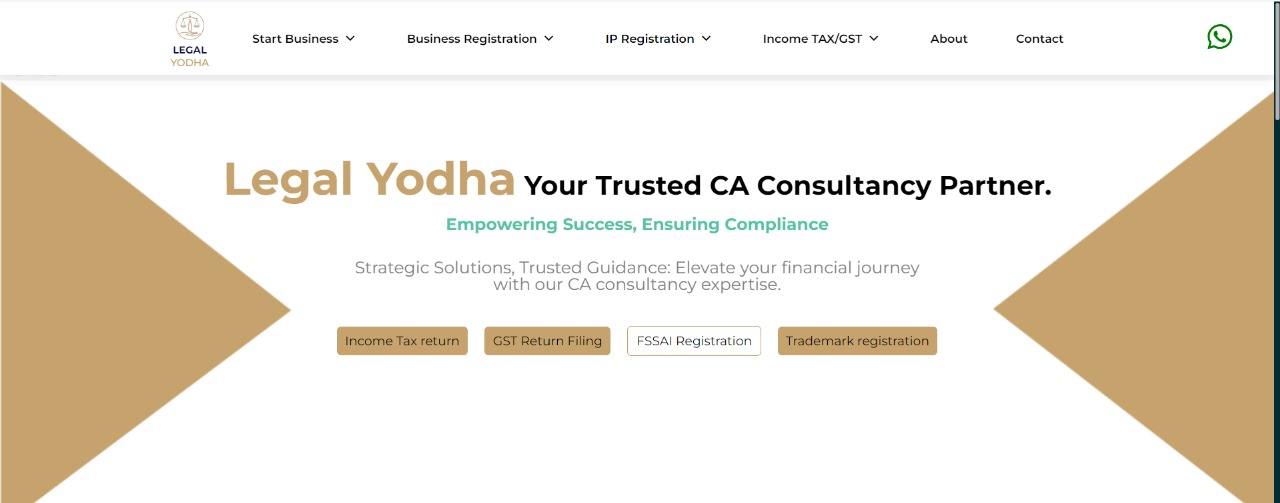 LEGAL
YODHA
Start Business
Business Registration
IP Registration
Income TAX/GST
About
Contact
Legal Yodha Your Trusted CA Consultancy Partner.
Empowering Success, Ensuring Compliance
Strategic Solutions, Trusted Guidance: Elevate your financial journey
with our CA consultancy expertise.
Income Tax return
GST Return Filing
FSSAI Registration
Trademark registration